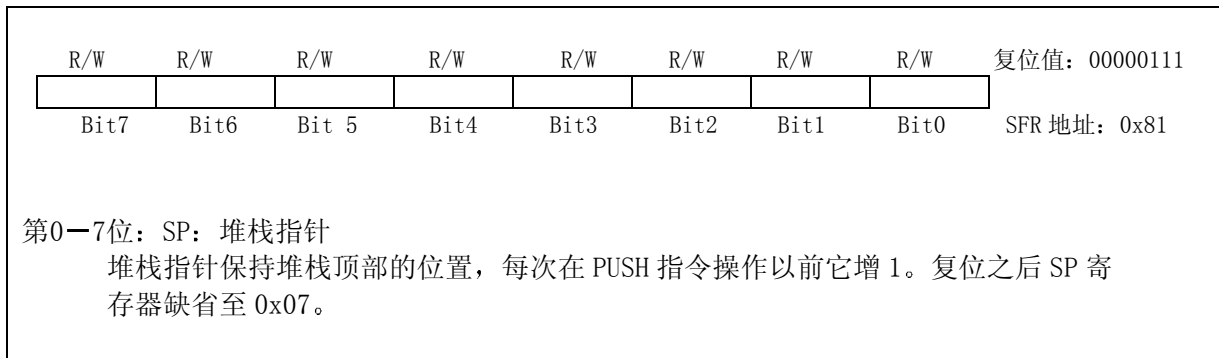 R/W R/W R/W R/W R/W R/W R/W R/W 复位值：00000111
Bit7 Bit6 Bit 5 Bit4 Bit3 Bit2 Bit1 Bit0 SFR 地址：0x81
第0－7位：SP：堆栈指针
堆栈指针保持堆栈顶部的位置，每次在 PUSH 指令操作以前它增 1。复位之后 SP 寄
存器缺省至 0x07。